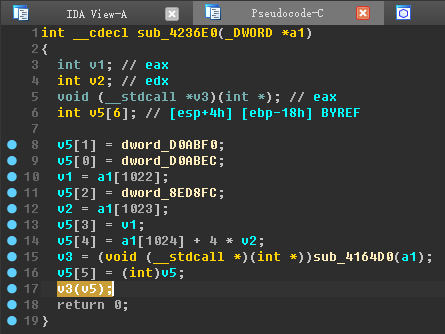 IDA View-A
Pseudocode-C
1 int __cdecl sub_4236E0(_DWORD *a1)
2 {
3 int v1; // eax
4 int v2; // edx
5 void (__stdcall *v3)(int *); // eax
6 int v5[6]; // [esp+4h] [ebp-18h] BYREF
7
8 v5[1] = dword_D0ABF0;
9 v5[0] = dword_D0ABEC;
10 v1 = a1[1022];
11 v5[2] = dword_8ED8FC;
12 v2 = a1[1023];
13 v5[3] = v1;
14 v5[4] = a1[1024] + 4 * v2;
15 v3 = (void (__stdcall *)(int *))sub_4164D0(a1);
16 v5[5] = (int)v5;
17 v3(v5);
18 return 0;
19 }